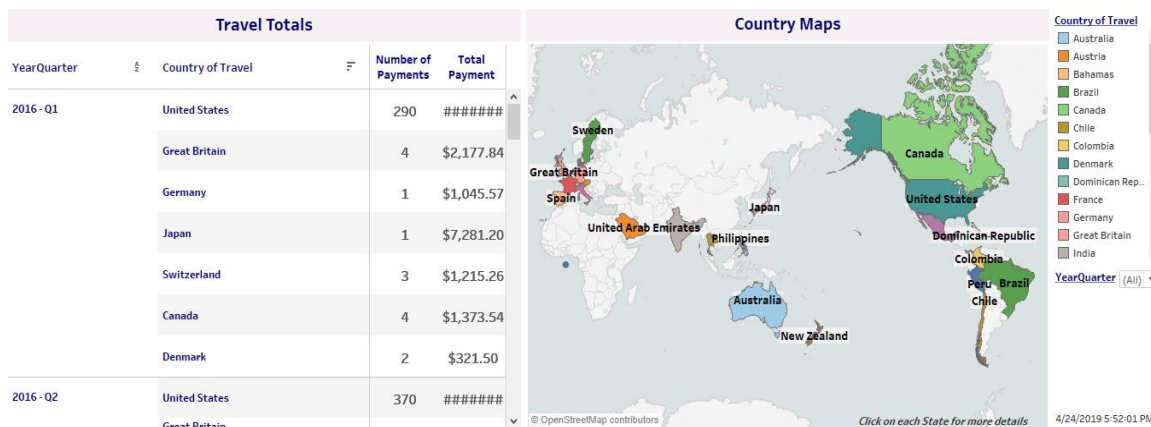 Travel Totals
YearQuarter
Country of Travel
Number of
Payments
Total
Payment
2016 - Q1
United States 290 #######
Great Britain 4 $2,177.84
Germany 1 $1,045.57
Japan 1 $7,281.20
Switzerland 3 $1,215.26
Canada 4 $1,373.54
Denmark 2 $321.50
2016 - Q2
United States 370 #######
Great Britain
Country Maps
Sweden
Great Britain
Spain
United Arab Emirates
Japan
Philippines
Australia
New Zealand
Canada
United States
Dominican Republic
Colombia
Peru
Brazil
Chile
© OpenStreetMap contributors
Click on each State for more details
Country of Travel
Australia
Austria
Bahamas
Brazil
Canada
Chile
Colombia
Denmark
Dominican Rep..
France
Germany
Great Britain
India
YearQuarter (All)
4/24/2019 5:52:01 PM